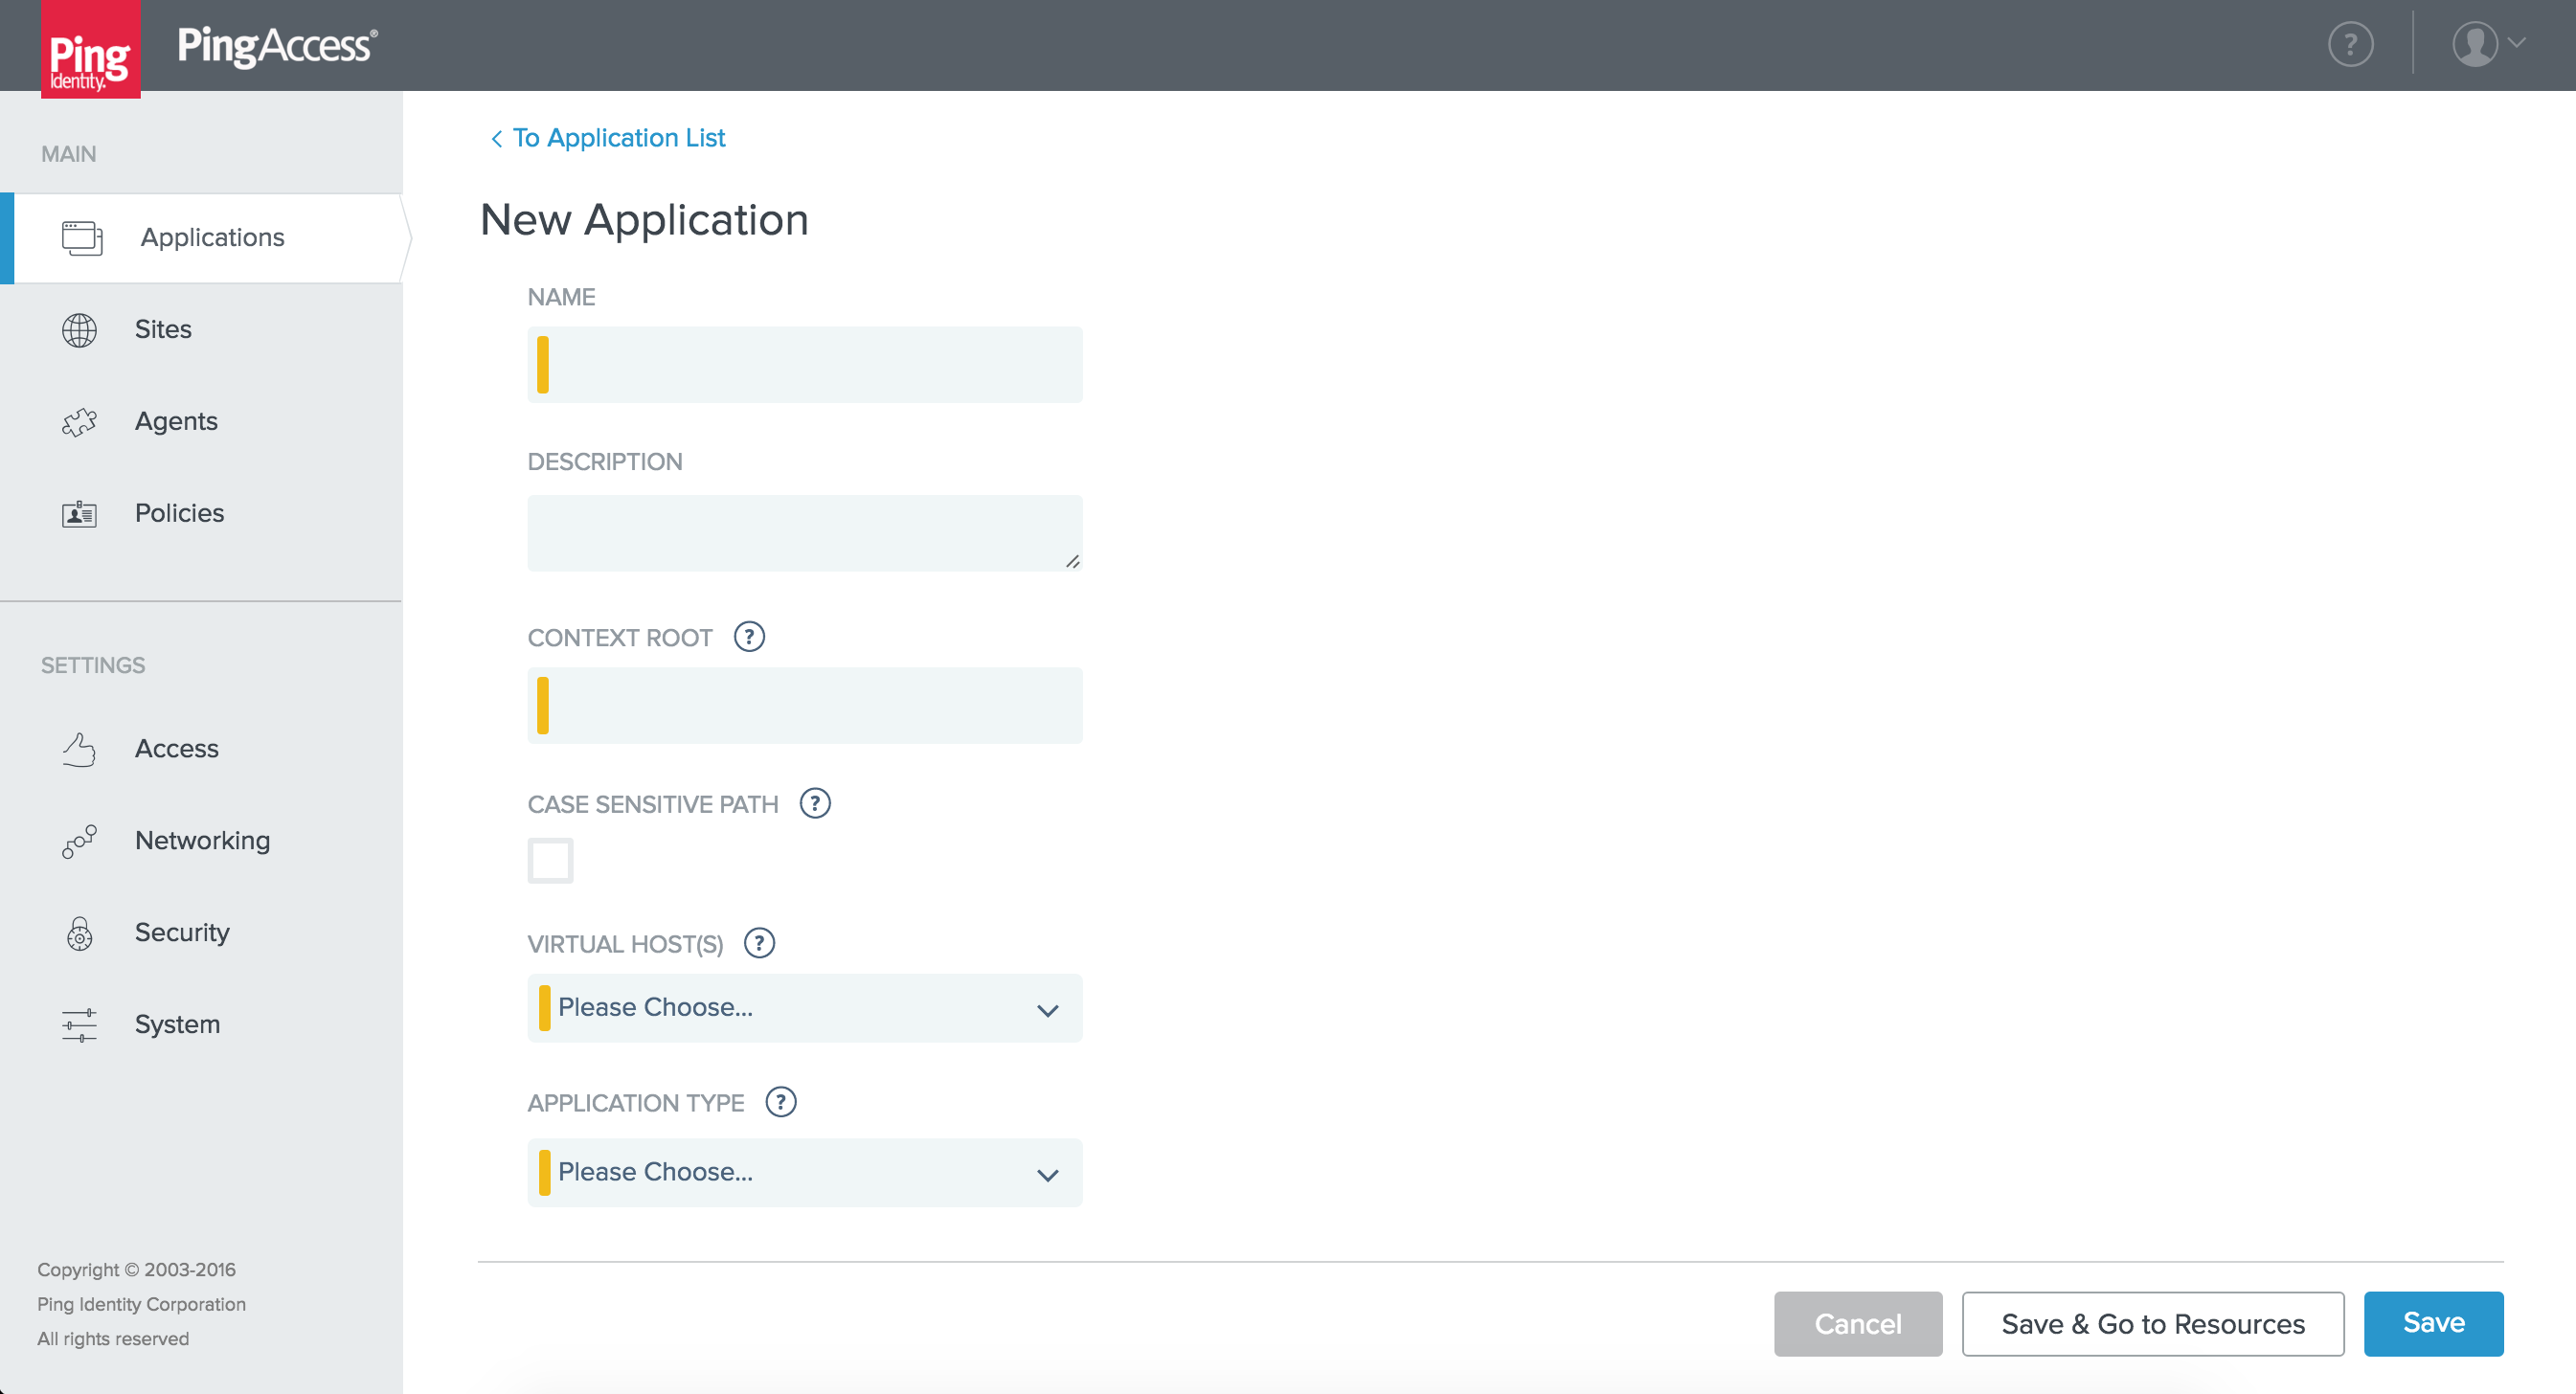 Ping
Identity.
PingAccess®
?
MAIN
Applications
Sites
Agents
Policies
SETTINGS
Access
Networking
Security
System
Copyright © 2003-2016
Ping Identity Corporation
All rights reserved
To Application List
New Application
NAME
DESCRIPTION
CONTEXT ROOT ?
CASE SENSITIVE PATH ?
VIRTUAL HOST(S) ?
Please Choose...
APPLICATION TYPE ?
Please Choose...
Cancel
Save & Go to Resources
Save